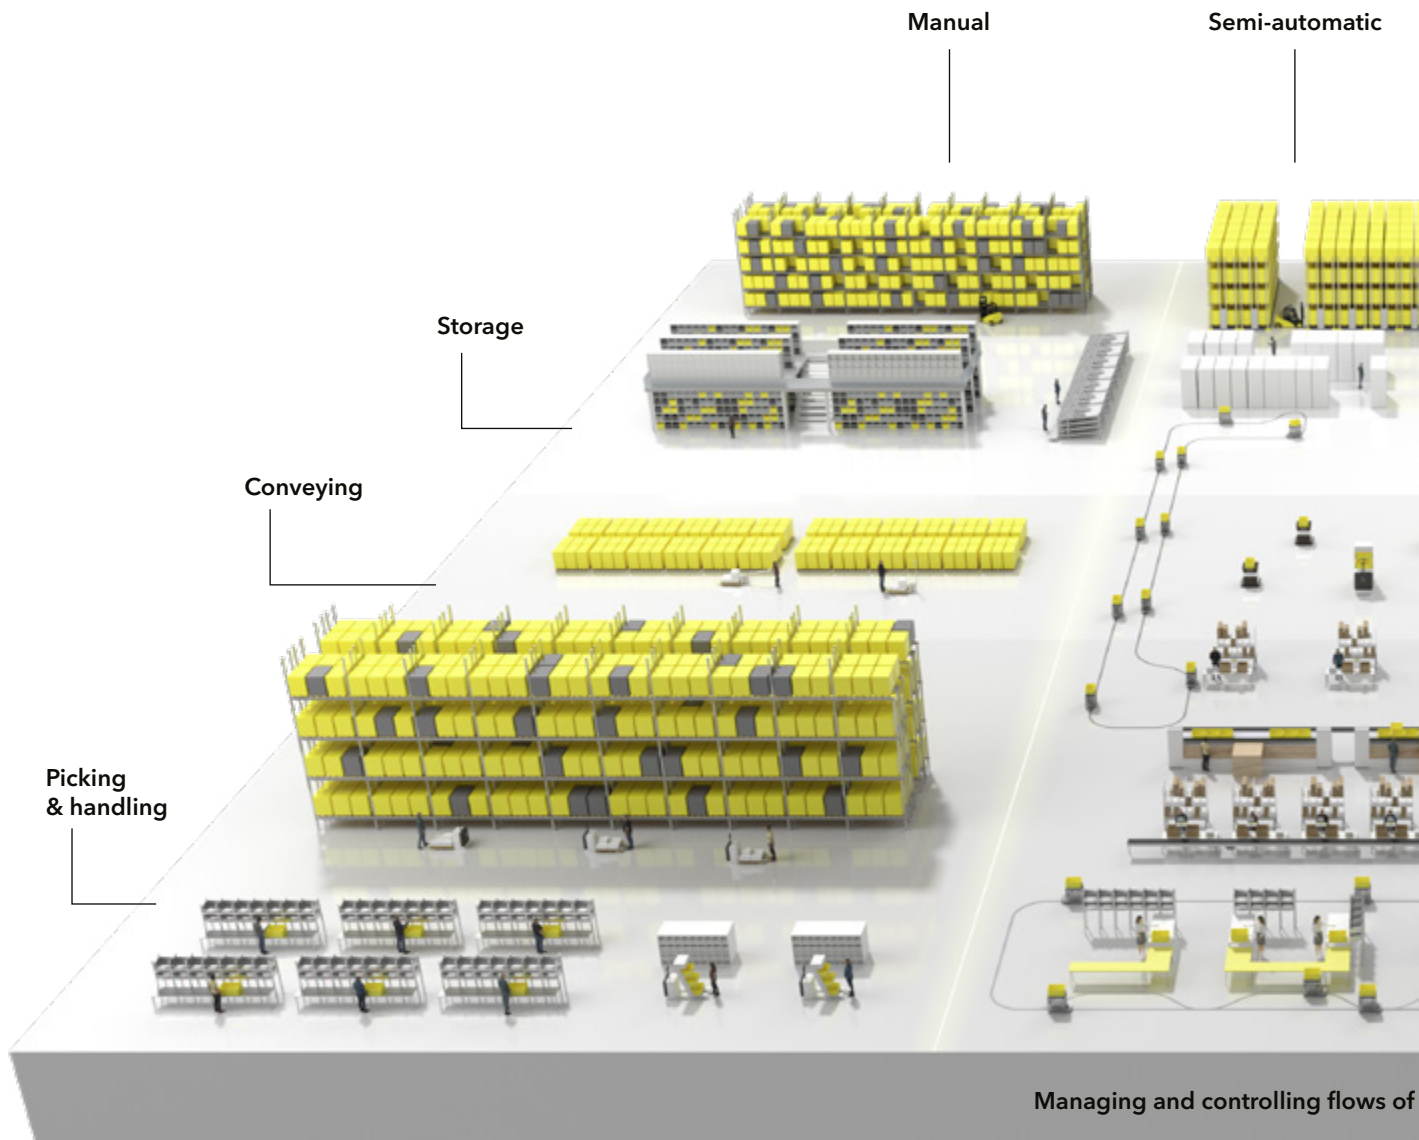 Manual
Semi-automatic
Storage
Conveying
Picking
& handling
Managing and controlling flows of